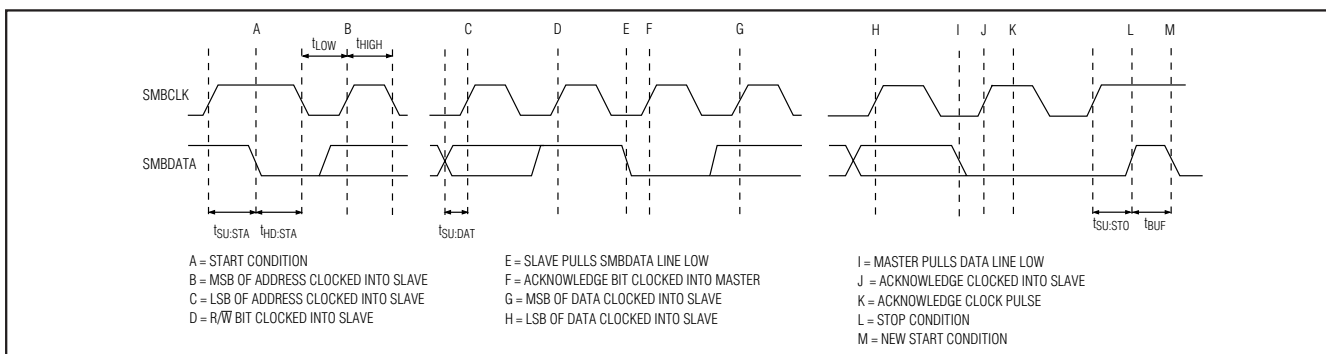 A B C D E F G H I J K L M
tLOW tHIGH
SMBCLK
SMBDATA
tSU:STA tHD:STA tSU:DAT tSU:STO tBUF
A = START CONDITION
B = MSB OF ADDRESS CLOCKED INTO SLAVE
C = LSB OF ADDRESS CLOCKED INTO SLAVE
D = R/W̅ BIT CLOCKED INTO SLAVE
E = SLAVE PULLS SMBDATA LINE LOW
F = ACKNOWLEDGE BIT CLOCKED INTO MASTER
G = MSB OF DATA CLOCKED INTO SLAVE
H = LSB OF DATA CLOCKED INTO SLAVE
I = MASTER PULLS DATA LINE LOW
J = ACKNOWLEDGE CLOCKED INTO SLAVE
K = ACKNOWLEDGE CLOCK PULSE
L = STOP CONDITION
M = NEW START CONDITION